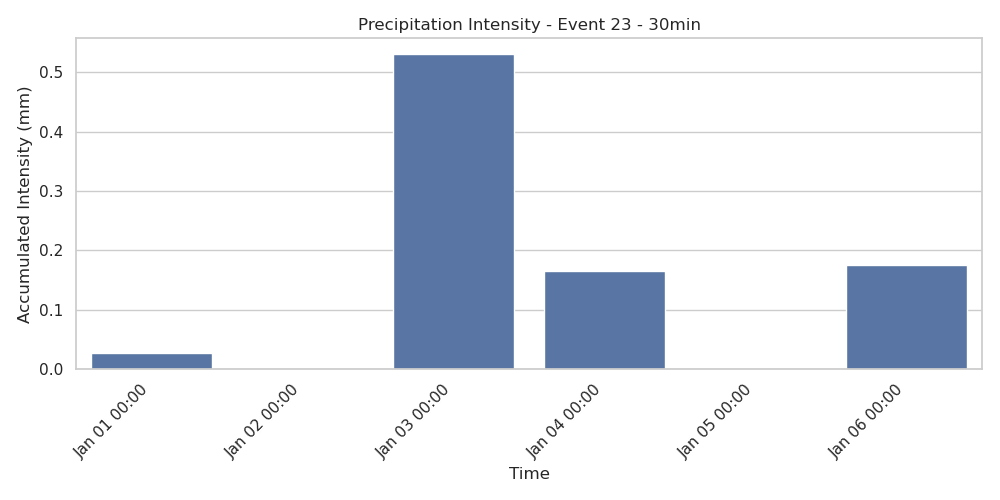 Precipitation Intensity - Event 23 - 30min
Accumulated Intensity (mm)
0.5
0.4
0.3
0.2
0.1
0.0
Jan 01 00:00
Jan 02 00:00
Jan 03 00:00
Jan 04 00:00
Jan 05 00:00
Jan 06 00:00
Time